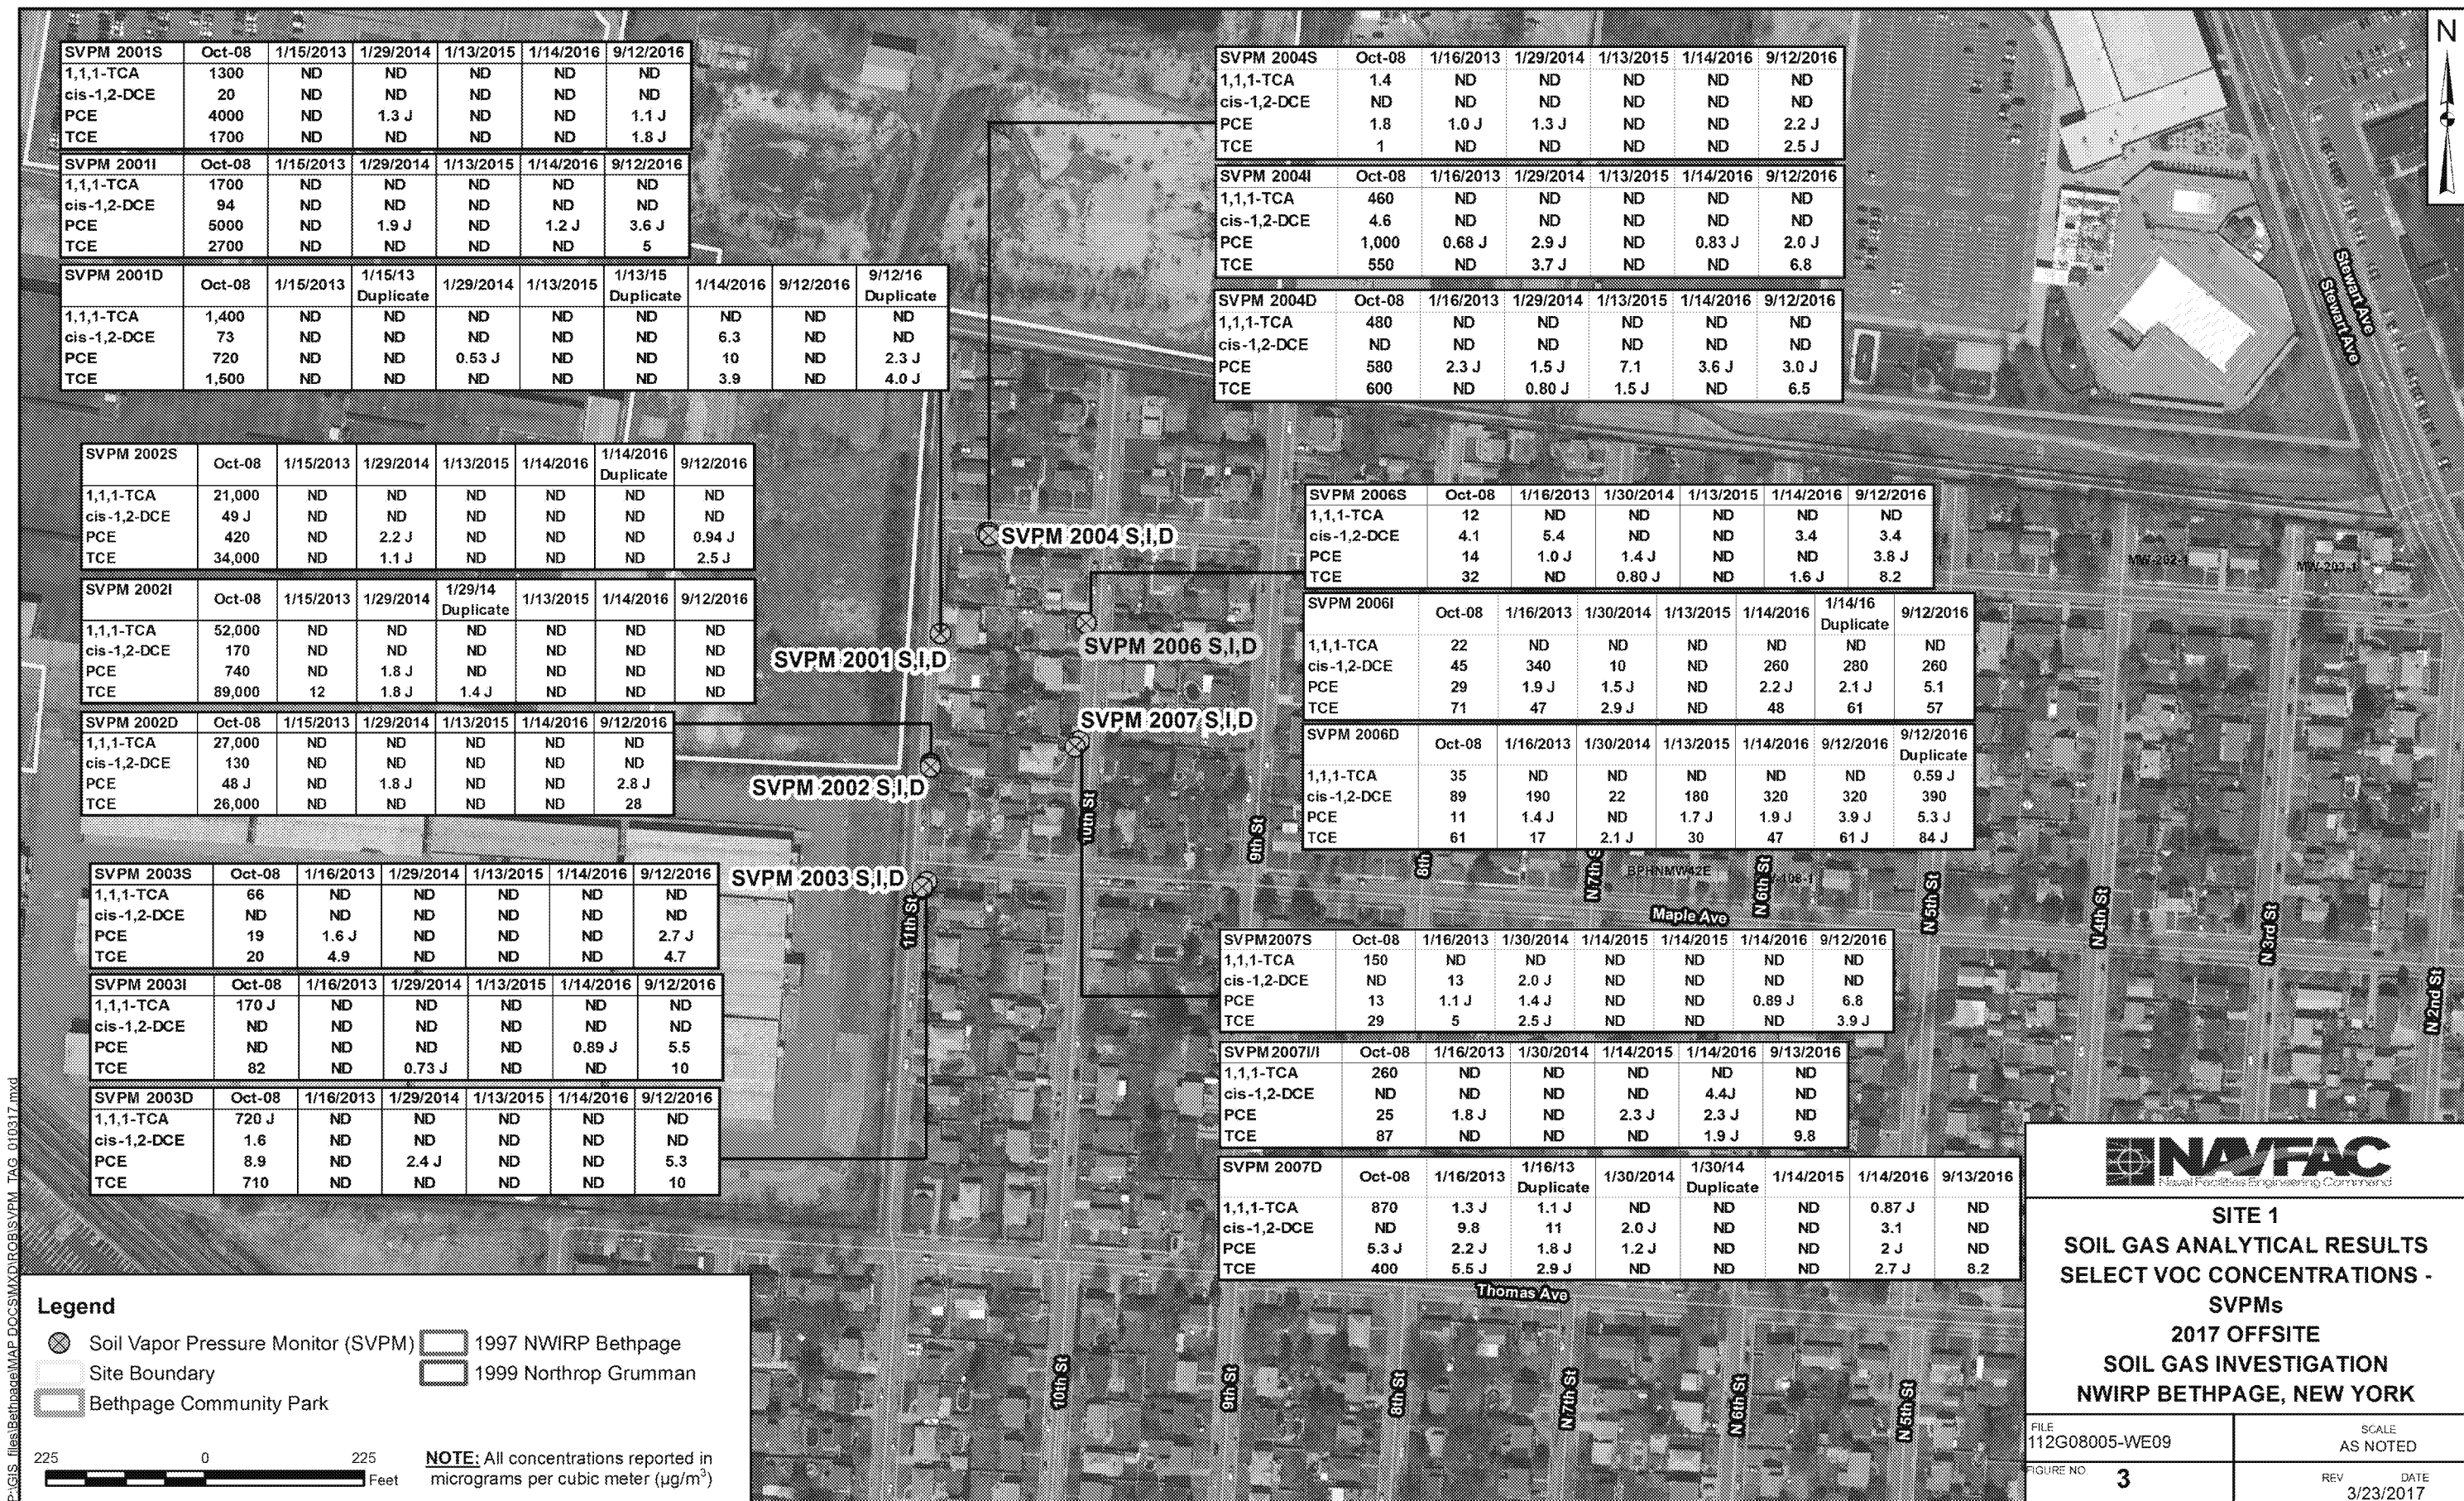 N
SVPM 2001S Oct-08 1/15/2013 1/29/2014 1/13/2015 1/14/2016 9/12/2016
1,1,1-TCA 1300 ND ND ND ND ND
cis-1,2-DCE 20 ND ND ND ND ND
PCE 4000 ND 1.3 J ND ND 1.1 J
TCE 1700 ND ND ND ND 1.8 J
SVPM 2001I Oct-08 1/15/2013 1/29/2014 1/13/2015 1/14/2016 9/12/2016
1,1,1-TCA 1700 ND ND ND ND ND
cis-1,2-DCE 94 ND ND ND ND ND
PCE 5000 ND 1.9 J ND 1.2 J 3.6 J
TCE 2700 ND ND ND ND 5
SVPM 2001D Oct-08 1/15/2013 1/15/13 Duplicate 1/29/2014 1/13/2015 1/13/15 Duplicate 1/14/2016 9/12/2016 9/12/16 Duplicate
1,1,1-TCA 1,400 ND ND ND ND ND ND ND ND
cis-1,2-DCE 73 ND ND ND ND ND 6.3 ND ND
PCE 720 ND ND 0.53 J ND ND 10 ND 2.3 J
TCE 1,500 ND ND ND ND ND 3.9 ND 4.0 J
SVPM 2002S Oct-08 1/15/2013 1/29/2014 1/13/2015 1/14/2016 1/14/2016 Duplicate 9/12/2016
1,1,1-TCA 21,000 ND ND ND ND ND ND
cis-1,2-DCE 49 J ND ND ND ND ND ND
PCE 420 ND 2.2 J ND ND ND 0.94 J
TCE 34,000 ND 1.1 J ND ND ND 2.5 J
SVPM 2002I Oct-08 1/15/2013 1/29/2014 1/29/14 Duplicate 1/13/2015 1/14/2016 9/12/2016
1,1,1-TCA 52,000 ND ND ND ND ND ND
cis-1,2-DCE 170 ND ND ND ND ND ND
PCE 740 ND 1.8 J ND ND ND ND
TCE 89,000 12 1.8 J 1.4 J ND ND ND
SVPM 2002D Oct-08 1/15/2013 1/29/2014 1/13/2015 1/14/2016 9/12/2016
1,1,1-TCA 27,000 ND ND ND ND ND
cis-1,2-DCE 130 ND ND ND ND ND
PCE 48 J ND 1.8 J ND ND 2.8 J
TCE 26,000 ND ND ND ND 28
SVPM 2003S Oct-08 1/16/2013 1/29/2014 1/13/2015 1/14/2016 9/12/2016
1,1,1-TCA 66 ND ND ND ND ND
cis-1,2-DCE ND ND ND ND ND ND
PCE 19 1.6 J ND ND ND 2.7 J
TCE 20 4.9 ND ND ND 4.7
SVPM 2003I Oct-08 1/16/2013 1/29/2014 1/13/2015 1/14/2016 9/12/2016
1,1,1-TCA 170 J ND ND ND ND ND
cis-1,2-DCE ND ND ND ND ND ND
PCE ND ND ND ND 0.89 J 5.5
TCE 82 ND 0.73 J ND ND 10
SVPM 2003D Oct-08 1/16/2013 1/29/2014 1/13/2015 1/14/2016 9/12/2016
1,1,1-TCA 720 J ND ND ND ND ND
cis-1,2-DCE 1.6 ND ND ND ND ND
PCE 8.9 ND 2.4 J ND ND 5.3
TCE 710 ND ND ND ND 10
SVPM 2004S Oct-08 1/16/2013 1/29/2014 1/13/2015 1/14/2016 9/12/2016
1,1,1-TCA 1.4 ND ND ND ND ND
cis-1,2-DCE ND ND ND ND ND ND
PCE 1.8 1.0 J 1.3 J ND ND 2.2 J
TCE 1 ND ND ND ND 2.5 J
SVPM 2004I Oct-08 1/16/2013 1/29/2014 1/13/2015 1/14/2016 9/12/2016
1,1,1-TCA 460 ND ND ND ND ND
cis-1,2-DCE 4.6 ND ND ND ND ND
PCE 1,000 0.68 J 2.9 J ND 0.83 J 2.0 J
TCE 550 ND 3.7 J ND ND 6.8
SVPM 2004D Oct-08 1/16/2013 1/29/2014 1/13/2015 1/14/2016 9/12/2016
1,1,1-TCA 480 ND ND ND ND ND
cis-1,2-DCE ND ND ND ND ND ND
PCE 580 2.3 J 1.5 J 7.1 3.6 J 3.0 J
TCE 600 ND 0.80 J 1.5 J ND 6.5
SVPM 2006S Oct-08 1/16/2013 1/30/2014 1/13/2015 1/14/2016 9/12/2016
1,1,1-TCA 12 ND ND ND ND ND
cis-1,2-DCE 4.1 5.4 ND ND 3.4 3.4
PCE 14 1.0 J 1.4 J ND ND 3.8 J
TCE 32 ND 0.80 J ND 1.6 J 8.2
SVPM 2006I Oct-08 1/16/2013 1/30/2014 1/13/2015 1/14/2016 1/14/16 Duplicate 9/12/2016
1,1,1-TCA 22 ND ND ND ND ND ND
cis-1,2-DCE 45 340 10 ND 260 280 260
PCE 29 1.9 J 1.5 J ND 2.2 J 2.1 J 5.1
TCE 71 47 2.9 J ND 48 61 57
SVPM 2006D Oct-08 1/16/2013 1/30/2014 1/13/2015 1/14/2016 9/12/2016 9/12/2016 Duplicate
1,1,1-TCA 35 ND ND ND ND ND 0.59 J
cis-1,2-DCE 89 190 22 180 320 320 390
PCE 11 1.4 J ND 1.7 J 1.9 J 3.9 J 5.3 J
TCE 61 17 2.1 J 30 47 61 J 84 J
SVPM2007S Oct-08 1/16/2013 1/30/2014 1/14/2015 1/14/2015 1/14/2016 9/12/2016
1,1,1-TCA 150 ND ND ND ND ND ND
cis-1,2-DCE ND 13 2.0 J ND ND ND ND
PCE 13 1.1 J 1.4 J ND ND 0.89 J 6.8
TCE 29 5 2.5 J ND ND ND 3.9 J
SVPM2007I/I Oct-08 1/16/2013 1/30/2014 1/14/2015 1/14/2016 9/13/2016
1,1,1-TCA 260 ND ND ND ND ND
cis-1,2-DCE ND ND ND ND 4.4J ND
PCE 25 1.8 J ND 2.3 J 2.3 J ND
TCE 87 ND ND ND 1.9 J 9.8
SVPM 2007D Oct-08 1/16/2013 1/16/13 Duplicate 1/30/2014 1/30/14 Duplicate 1/14/2015 1/14/2016 9/13/2016
1,1,1-TCA 870 1.3 J 1.1 J ND ND ND 0.87 J ND
cis-1,2-DCE ND 9.8 11 2.0 J ND ND 3.1 ND
PCE 5.3 J 2.2 J 1.8 J 1.2 J ND ND 2 J ND
TCE 400 5.5 J 2.9 J ND ND ND 2.7 J 8.2
SVPM 2004 S,I,D
SVPM 2001 S,I,D
SVPM 2006 S,I,D
SVPM 2007 S,I,D
SVPM 2002 S,I,D
SVPM 2003 S,I,D
Stewart Ave
Stewart Ave
MW-202-1
MW-203-1
10th St
9th St
8th
N 7th S
BPHNMW42E
N 6th St
108-1
N 5th St
N 4th St
N 3rd St
N 2nd St
11th St
Maple Ave
Thomas Ave
10th St
9th St
8th St
N 7th St
N 6th St
N 5th St
Legend
Soil Vapor Pressure Monitor (SVPM)
Site Boundary
Bethpage Community Park
1997 NWIRP Bethpage
1999 Northrop Grumman
225 0 225
Feet
NOTE: All concentrations reported in
micrograms per cubic meter (µg/m³)
NAVFAC
Naval Facilities Engineering Command
SITE 1
SOIL GAS ANALYTICAL RESULTS
SELECT VOC CONCENTRATIONS -
SVPMs
2017 OFFSITE
SOIL GAS INVESTIGATION
NWIRP BETHPAGE, NEW YORK
FILE
112G08005-WE09
SCALE
AS NOTED
FIGURE NO.
3
REV DATE
3/23/2017
P:\GIS_files\Bethpage\MAP DOCS\MXD\ROB\SVPM_TAG_010317.mxd